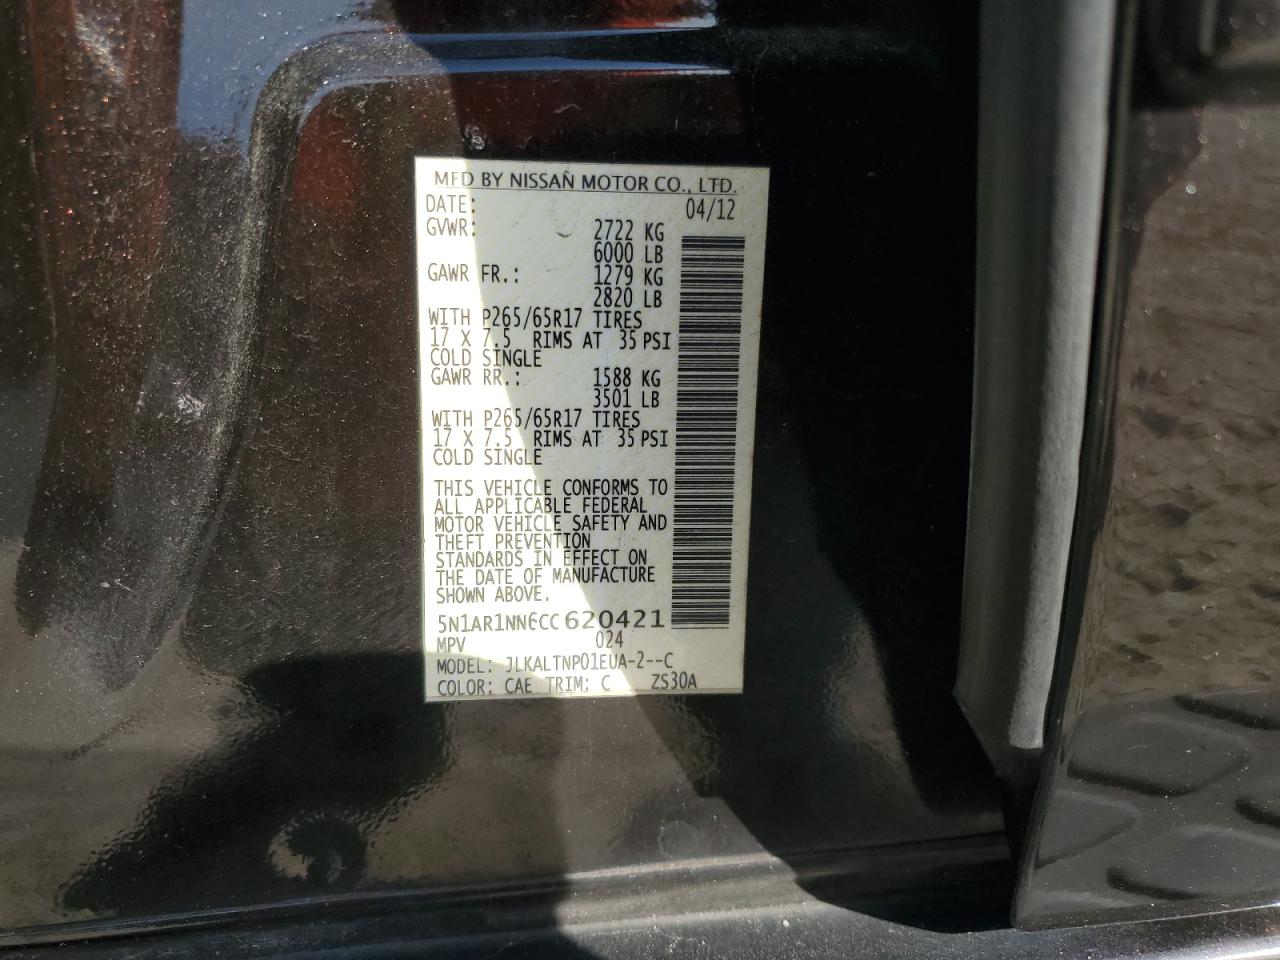 MFD BY NISSAN MOTOR CO., LTD.
DATE: 04/12
GVWR: 2722 KG
6000 LB
GAWR FR.: 1279 KG
2820 LB
WITH P265/65R17 TIRES
17 X 7.5 RIMS AT 35 PSI
COLD SINGLE
GAWR RR.: 1588 KG
3501 LB
WITH P265/65R17 TIRES
17 X 7.5 RIMS AT 35 PSI
COLD SINGLE
THIS VEHICLE CONFORMS TO
ALL APPLICABLE FEDERAL
MOTOR VEHICLE SAFETY AND
THEFT PREVENTION
STANDARDS IN EFFECT ON
THE DATE OF MANUFACTURE
SHOWN ABOVE.
5N1AR1NN6CC620421
MPV 024
MODEL: JLKALTNP01EUA-2--C
COLOR: CAE TRIM: C ZS30A